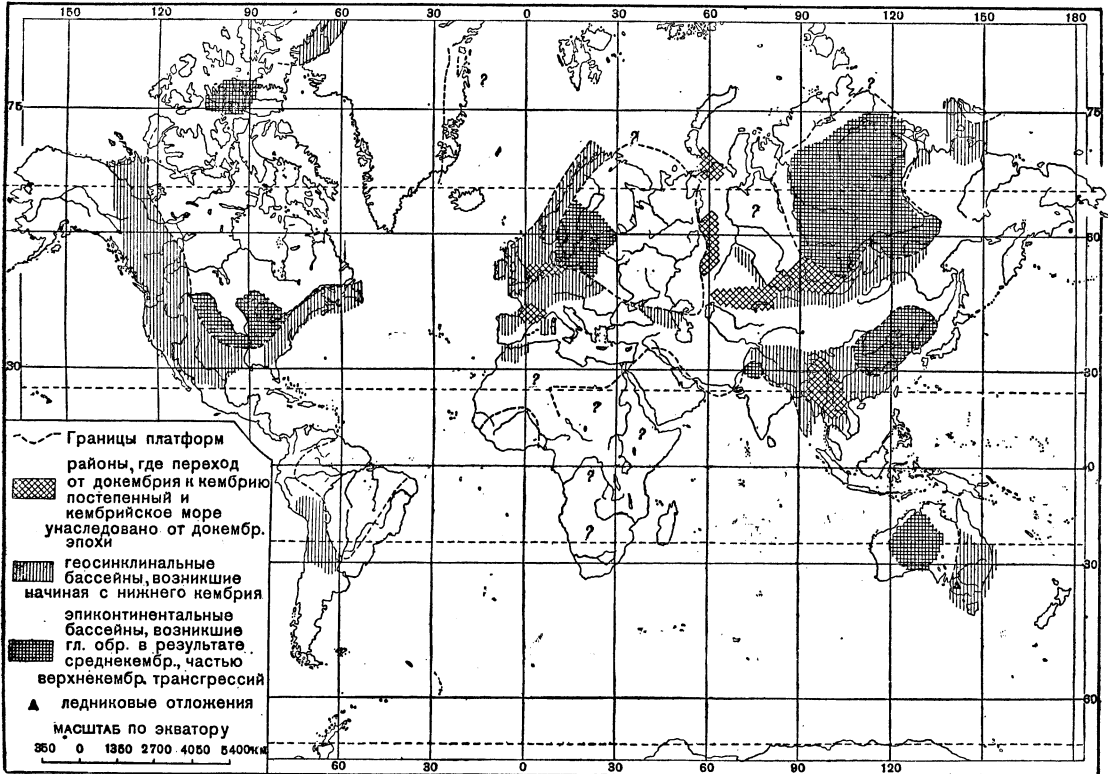 150 120 90 60 30 0 30 60 90 120 150 180
75 75
60
30 30
0
30
60
? ? ? ? ? ? ? ? ?
Границы платформ
районы, где переход
от докембрия к кембрию
постепенный и
кембрийское море
унаследовано от докембр.
эпохи
геосинклинальные
бассейны, возникшие
начиная с нижнего кембрия
эпиконтинентальные
бассейны, возникшие
гл. обр. в результате
среднекембр., частью
верхнекембр. трансгрессий
ледниковые отложения
МАСШТАБ ПО ЭКВАТОРУ
350 0 1350 2700 4050 5400км
60 30 0 30 60 90 120 150